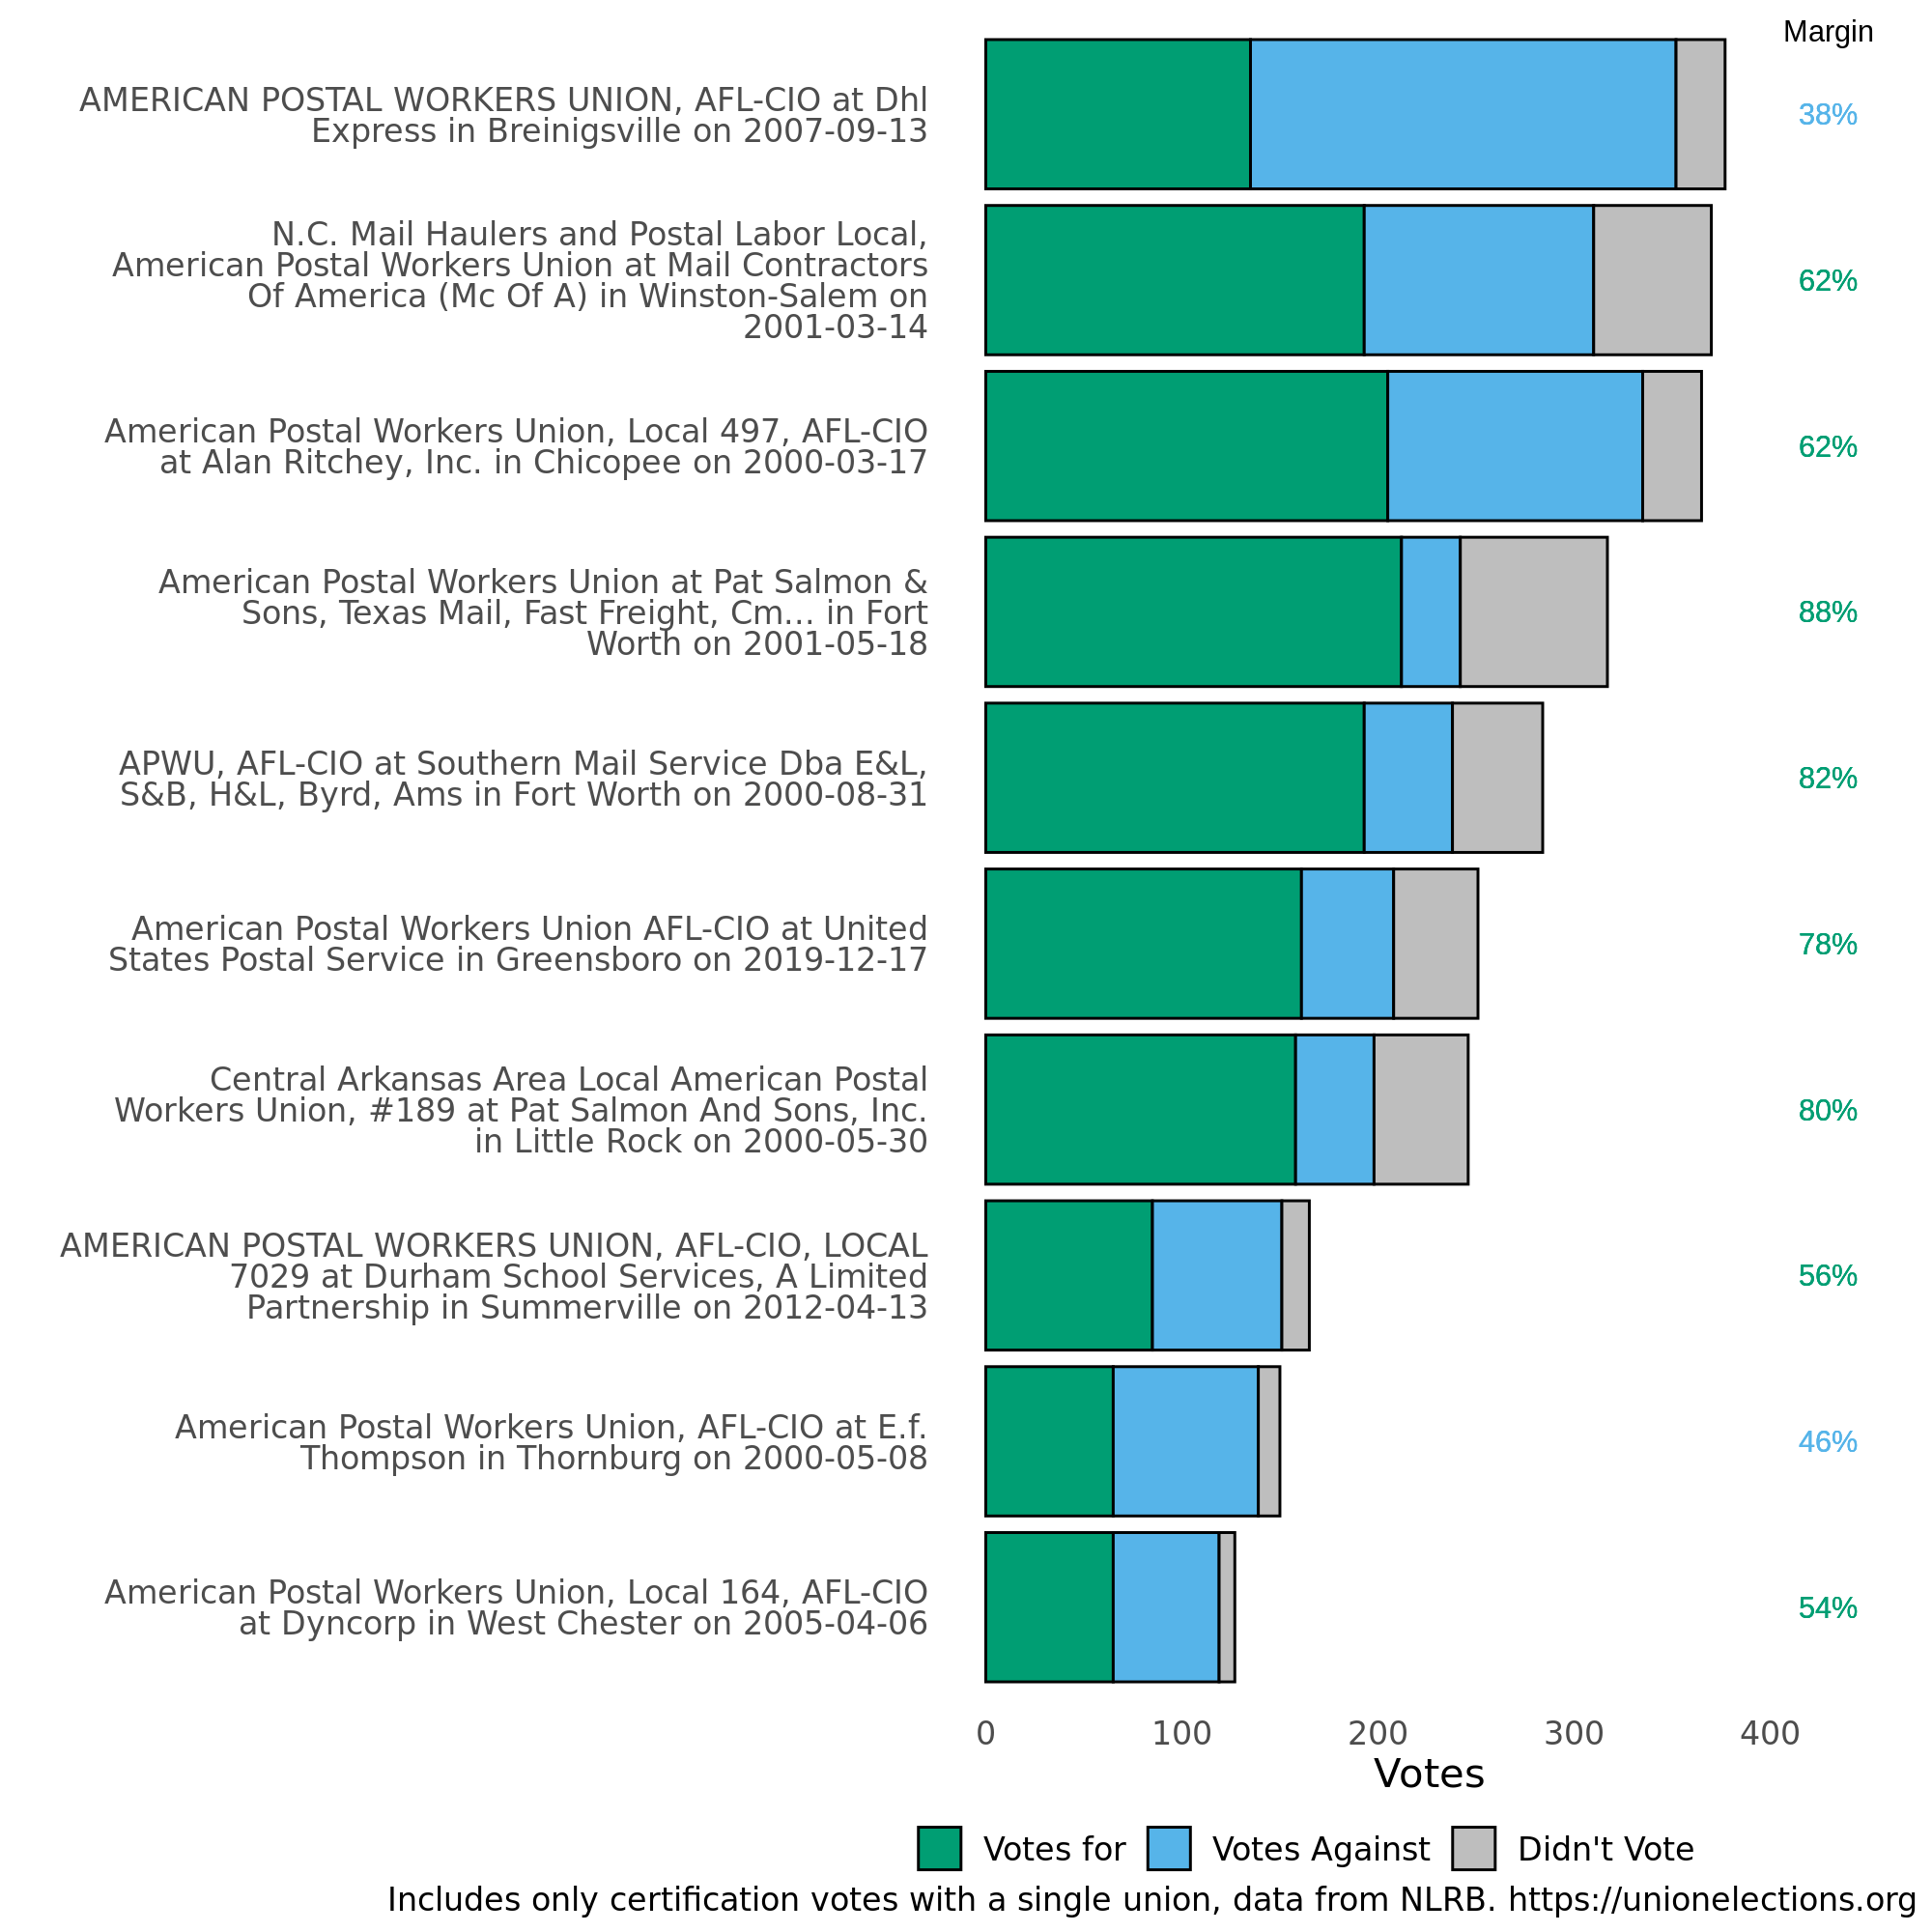 Margin
AMERICAN POSTAL WORKERS UNION, AFL-CIO at Dhl
Express in Breinigsville on 2007-09-13
38%
N.C. Mail Haulers and Postal Labor Local,
American Postal Workers Union at Mail Contractors
Of America (Mc Of A) in Winston-Salem on
2001-03-14
62%
American Postal Workers Union, Local 497, AFL-CIO
at Alan Ritchey, Inc. in Chicopee on 2000-03-17
62%
American Postal Workers Union at Pat Salmon &
Sons, Texas Mail, Fast Freight, Cm... in Fort
Worth on 2001-05-18
88%
APWU, AFL-CIO at Southern Mail Service Dba E&L,
S&B, H&L, Byrd, Ams in Fort Worth on 2000-08-31
82%
American Postal Workers Union AFL-CIO at United
States Postal Service in Greensboro on 2019-12-17
78%
Central Arkansas Area Local American Postal
Workers Union, #189 at Pat Salmon And Sons, Inc.
in Little Rock on 2000-05-30
80%
AMERICAN POSTAL WORKERS UNION, AFL-CIO, LOCAL
7029 at Durham School Services, A Limited
Partnership in Summerville on 2012-04-13
56%
American Postal Workers Union, AFL-CIO at E.f.
Thompson in Thornburg on 2000-05-08
46%
American Postal Workers Union, Local 164, AFL-CIO
at Dyncorp in West Chester on 2005-04-06
54%
0 100 200 300 400
Votes
Votes for Votes Against Didn't Vote
Includes only certification votes with a single union, data from NLRB. https://unionelections.org